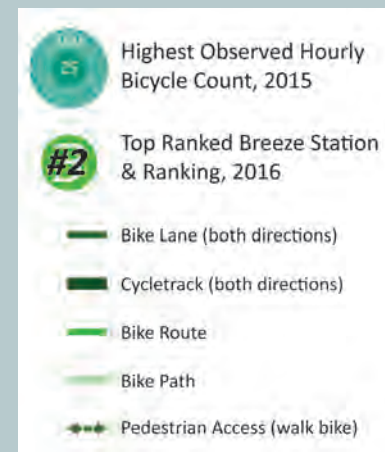 25
Highest Observed Hourly
Bicycle Count, 2015
#2
Top Ranked Breeze Station
& Ranking, 2016
Bike Lane (both directions)
Cycletrack (both directions)
Bike Route
Bike Path
Pedestrian Access (walk bike)